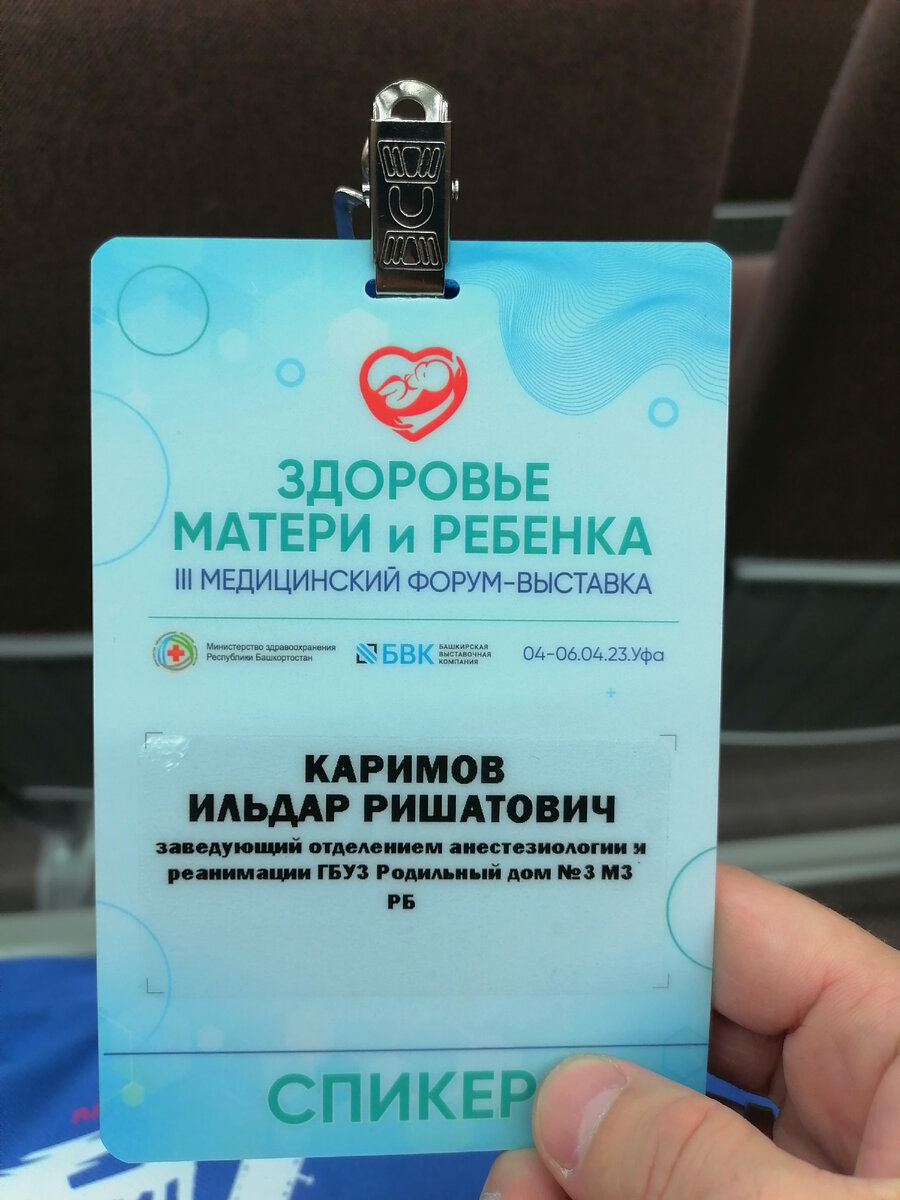 ЗДОРОВЬЕ
МАТЕРИ и РЕБЕНКА
III МЕДИЦИНСКИЙ ФОРУМ-ВЫСТАВКА
Министерство здравоохранения
Республики Башкортостан
БВК
БАШКИРСКАЯ
ВЫСТАВОЧНАЯ
КОМПАНИЯ
04-06.04.23.Уфа
КАРИМОВ
ИЛЬДАР РИШАТОВИЧ
заведующий отделением анестезиологии и
реанимации ГБУЗ Родильный дом №3 МЗ
РБ
СПИКЕР